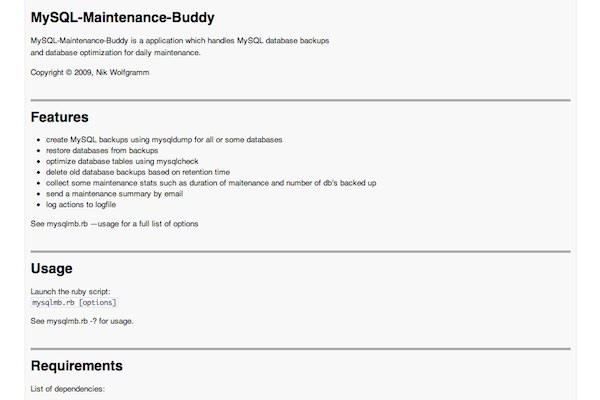 MySQL-Maintenance-Buddy
MySQL-Maintenance-Buddy is a application which handles MySQL database backups
and database optimization for daily maintenance.
Copyright © 2009, Nik Wolfgramm
Features
• create MySQL backups using mysqldump for all or some databases
• restore databases from backups
• optimize database tables using mysqlcheck
• delete old database backups based on retention time
• collect some maintenance stats such as duration of maitenance and number of db's backed up
• send a maintenance summary by email
• log actions to logfile
See mysqlmb.rb —usage for a full list of options
Usage
Launch the ruby script:
mysqlmb.rb [options]
See mysqlmb.rb -? for usage.
Requirements
List of dependencies: